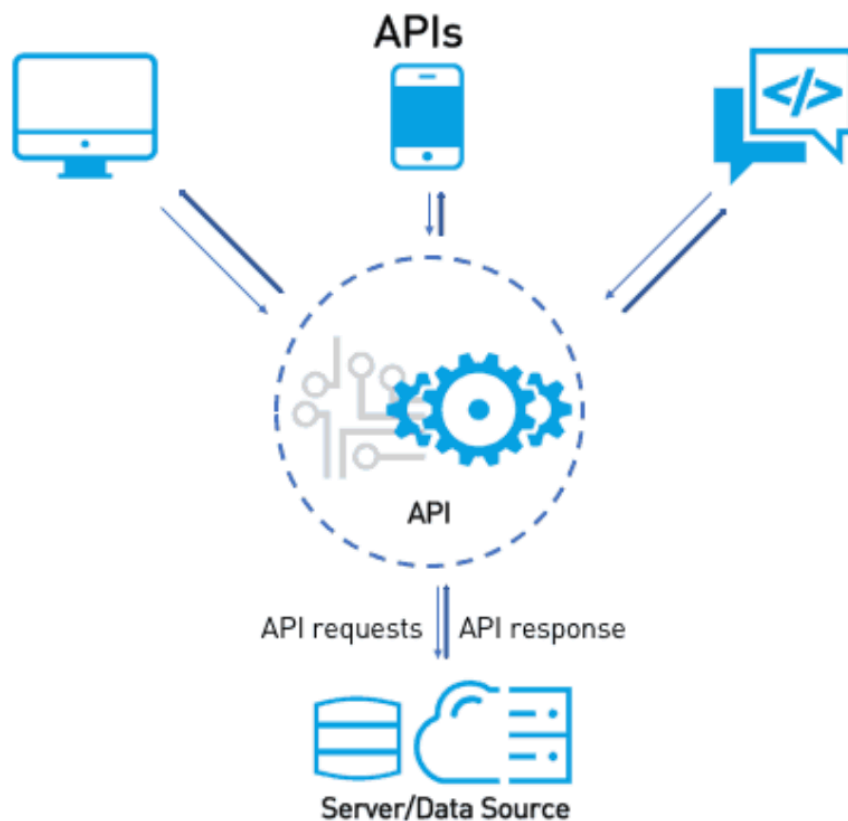 APIs
</>
API
API requests API response
Server/Data Source